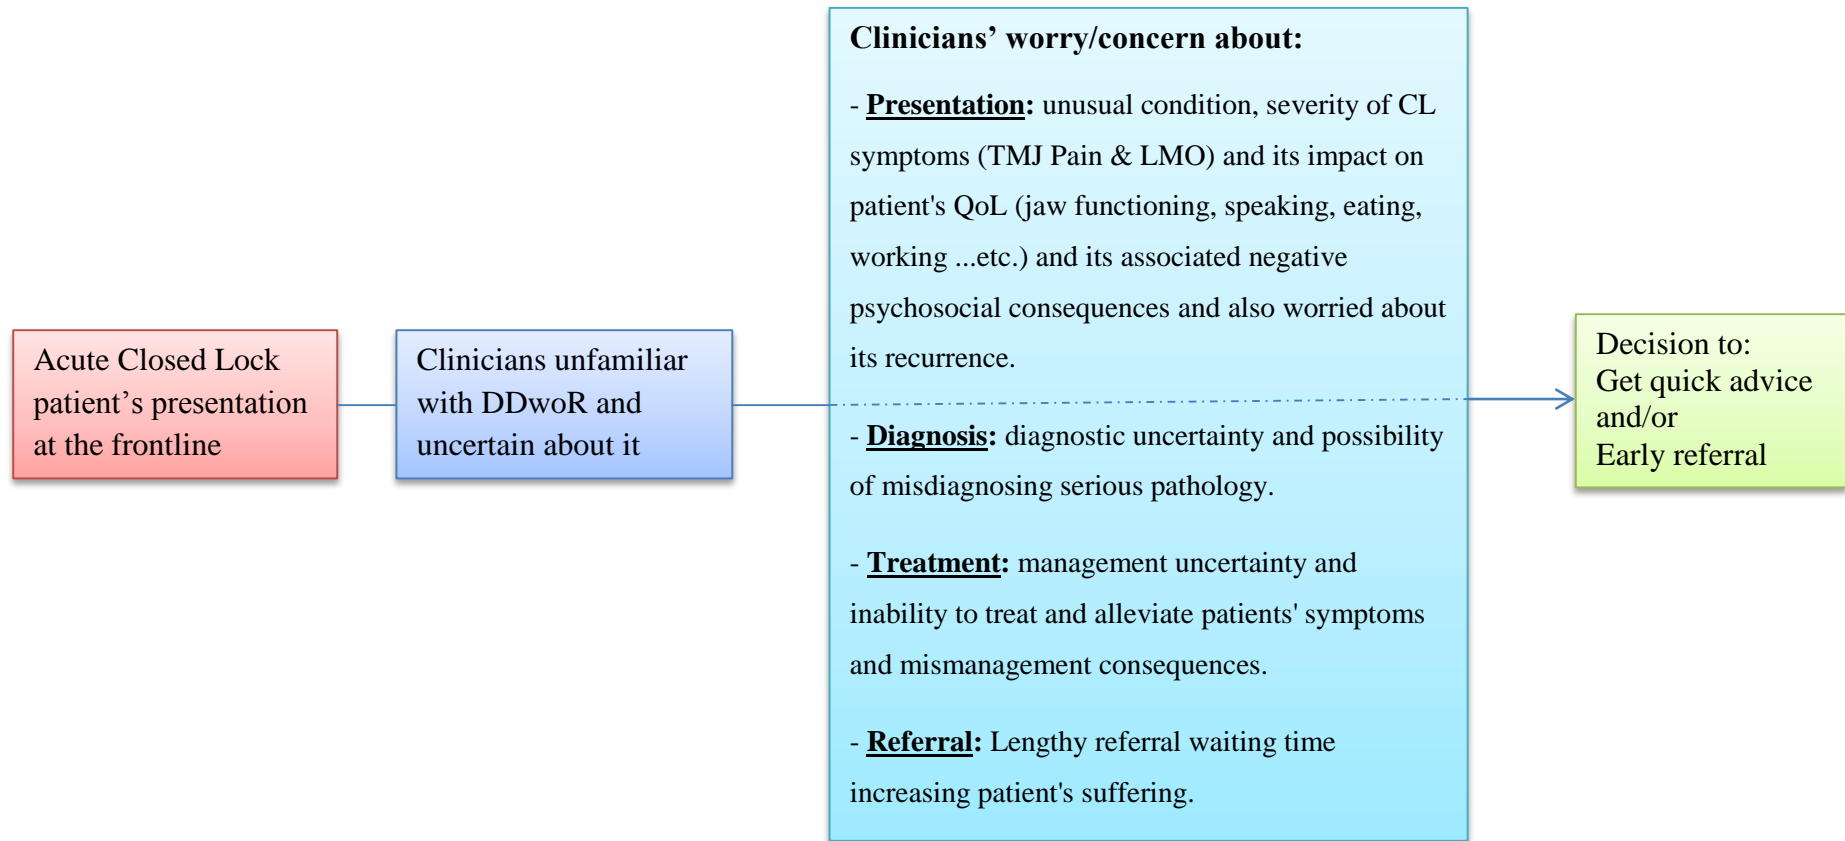 Acute Closed Lock
patient’s presentation
at the frontline
Clinicians unfamiliar
with DDwoR and
uncertain about it
Clinicians’ worry/concern about:
- Presentation: unusual condition, severity of CL
symptoms (TMJ Pain & LMO) and its impact on
patient's QoL (jaw functioning, speaking, eating,
working ...etc.) and its associated negative
psychosocial consequences and also worried about
its recurrence.
- Diagnosis: diagnostic uncertainty and possibility
of misdiagnosing serious pathology.
- Treatment: management uncertainty and
inability to treat and alleviate patients' symptoms
and mismanagement consequences.
- Referral: Lengthy referral waiting time
increasing patient's suffering.
Decision to:
Get quick advice
and/or
Early referral